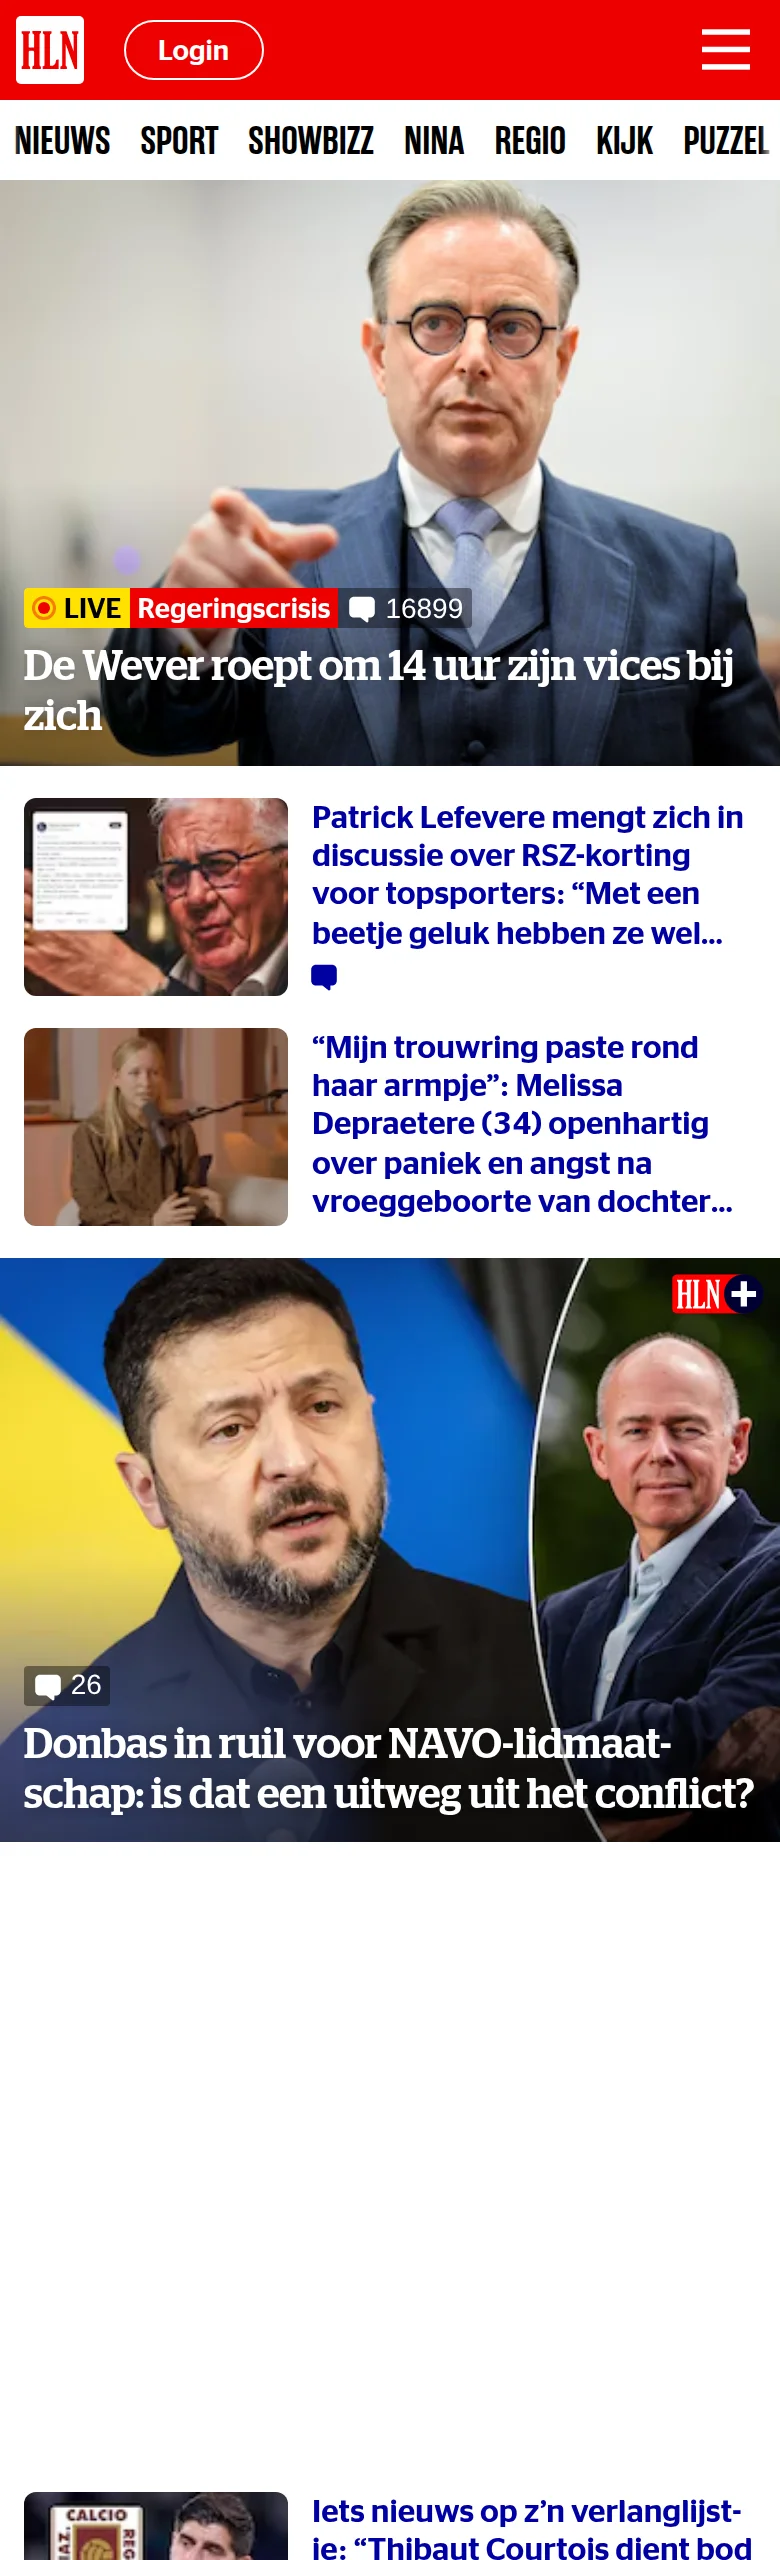 HLN
Login
NIEUWS SPORT SHOWBIZZ NINA REGIO KIJK PUZZEL
LIVE Regeringscrisis 16899
De Wever roept om 14 uur zijn vices bij
zich
Patrick Lefevere mengt zich in
discussie over RSZ-korting
voor topsporters: “Met een
beetje geluk hebben ze wel...
“Mijn trouwring paste rond
haar armpje”: Melissa
Depraetere (34) openhartig
over paniek en angst na
vroeggeboorte van dochter...
HLN+
26
Donbas in ruil voor NAVO-lidmaat-
schap: is dat een uitweg uit het conflict?
CALCIO
REG
Iets nieuws op z’n verlanglijst-
ie: “Thibaut Courtois dient bod